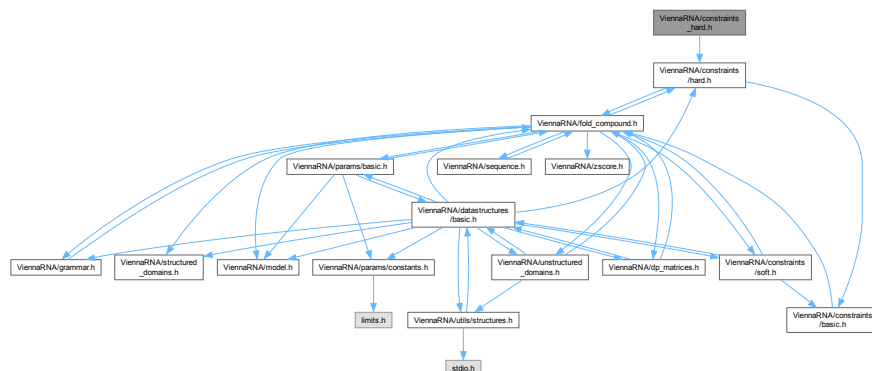 ViennaRNA/constraints
_hard.h
ViennaRNA/constraints
/hard.h
ViennaRNA/fold_compound.h
ViennaRNA/params/basic.h
ViennaRNA/sequence.h
ViennaRNA/zscore.h
ViennaRNA/datastructures
/basic.h
ViennaRNA/grammar.h
ViennaRNA/structured
_domains.h
ViennaRNA/model.h
ViennaRNA/params/constants.h
ViennaRNA/unstructured
_domains.h
ViennaRNA/dp_matrices.h
ViennaRNA/constraints
/soft.h
limits.h
ViennaRNA/utils/structures.h
ViennaRNA/constraints
/basic.h
stdio.h